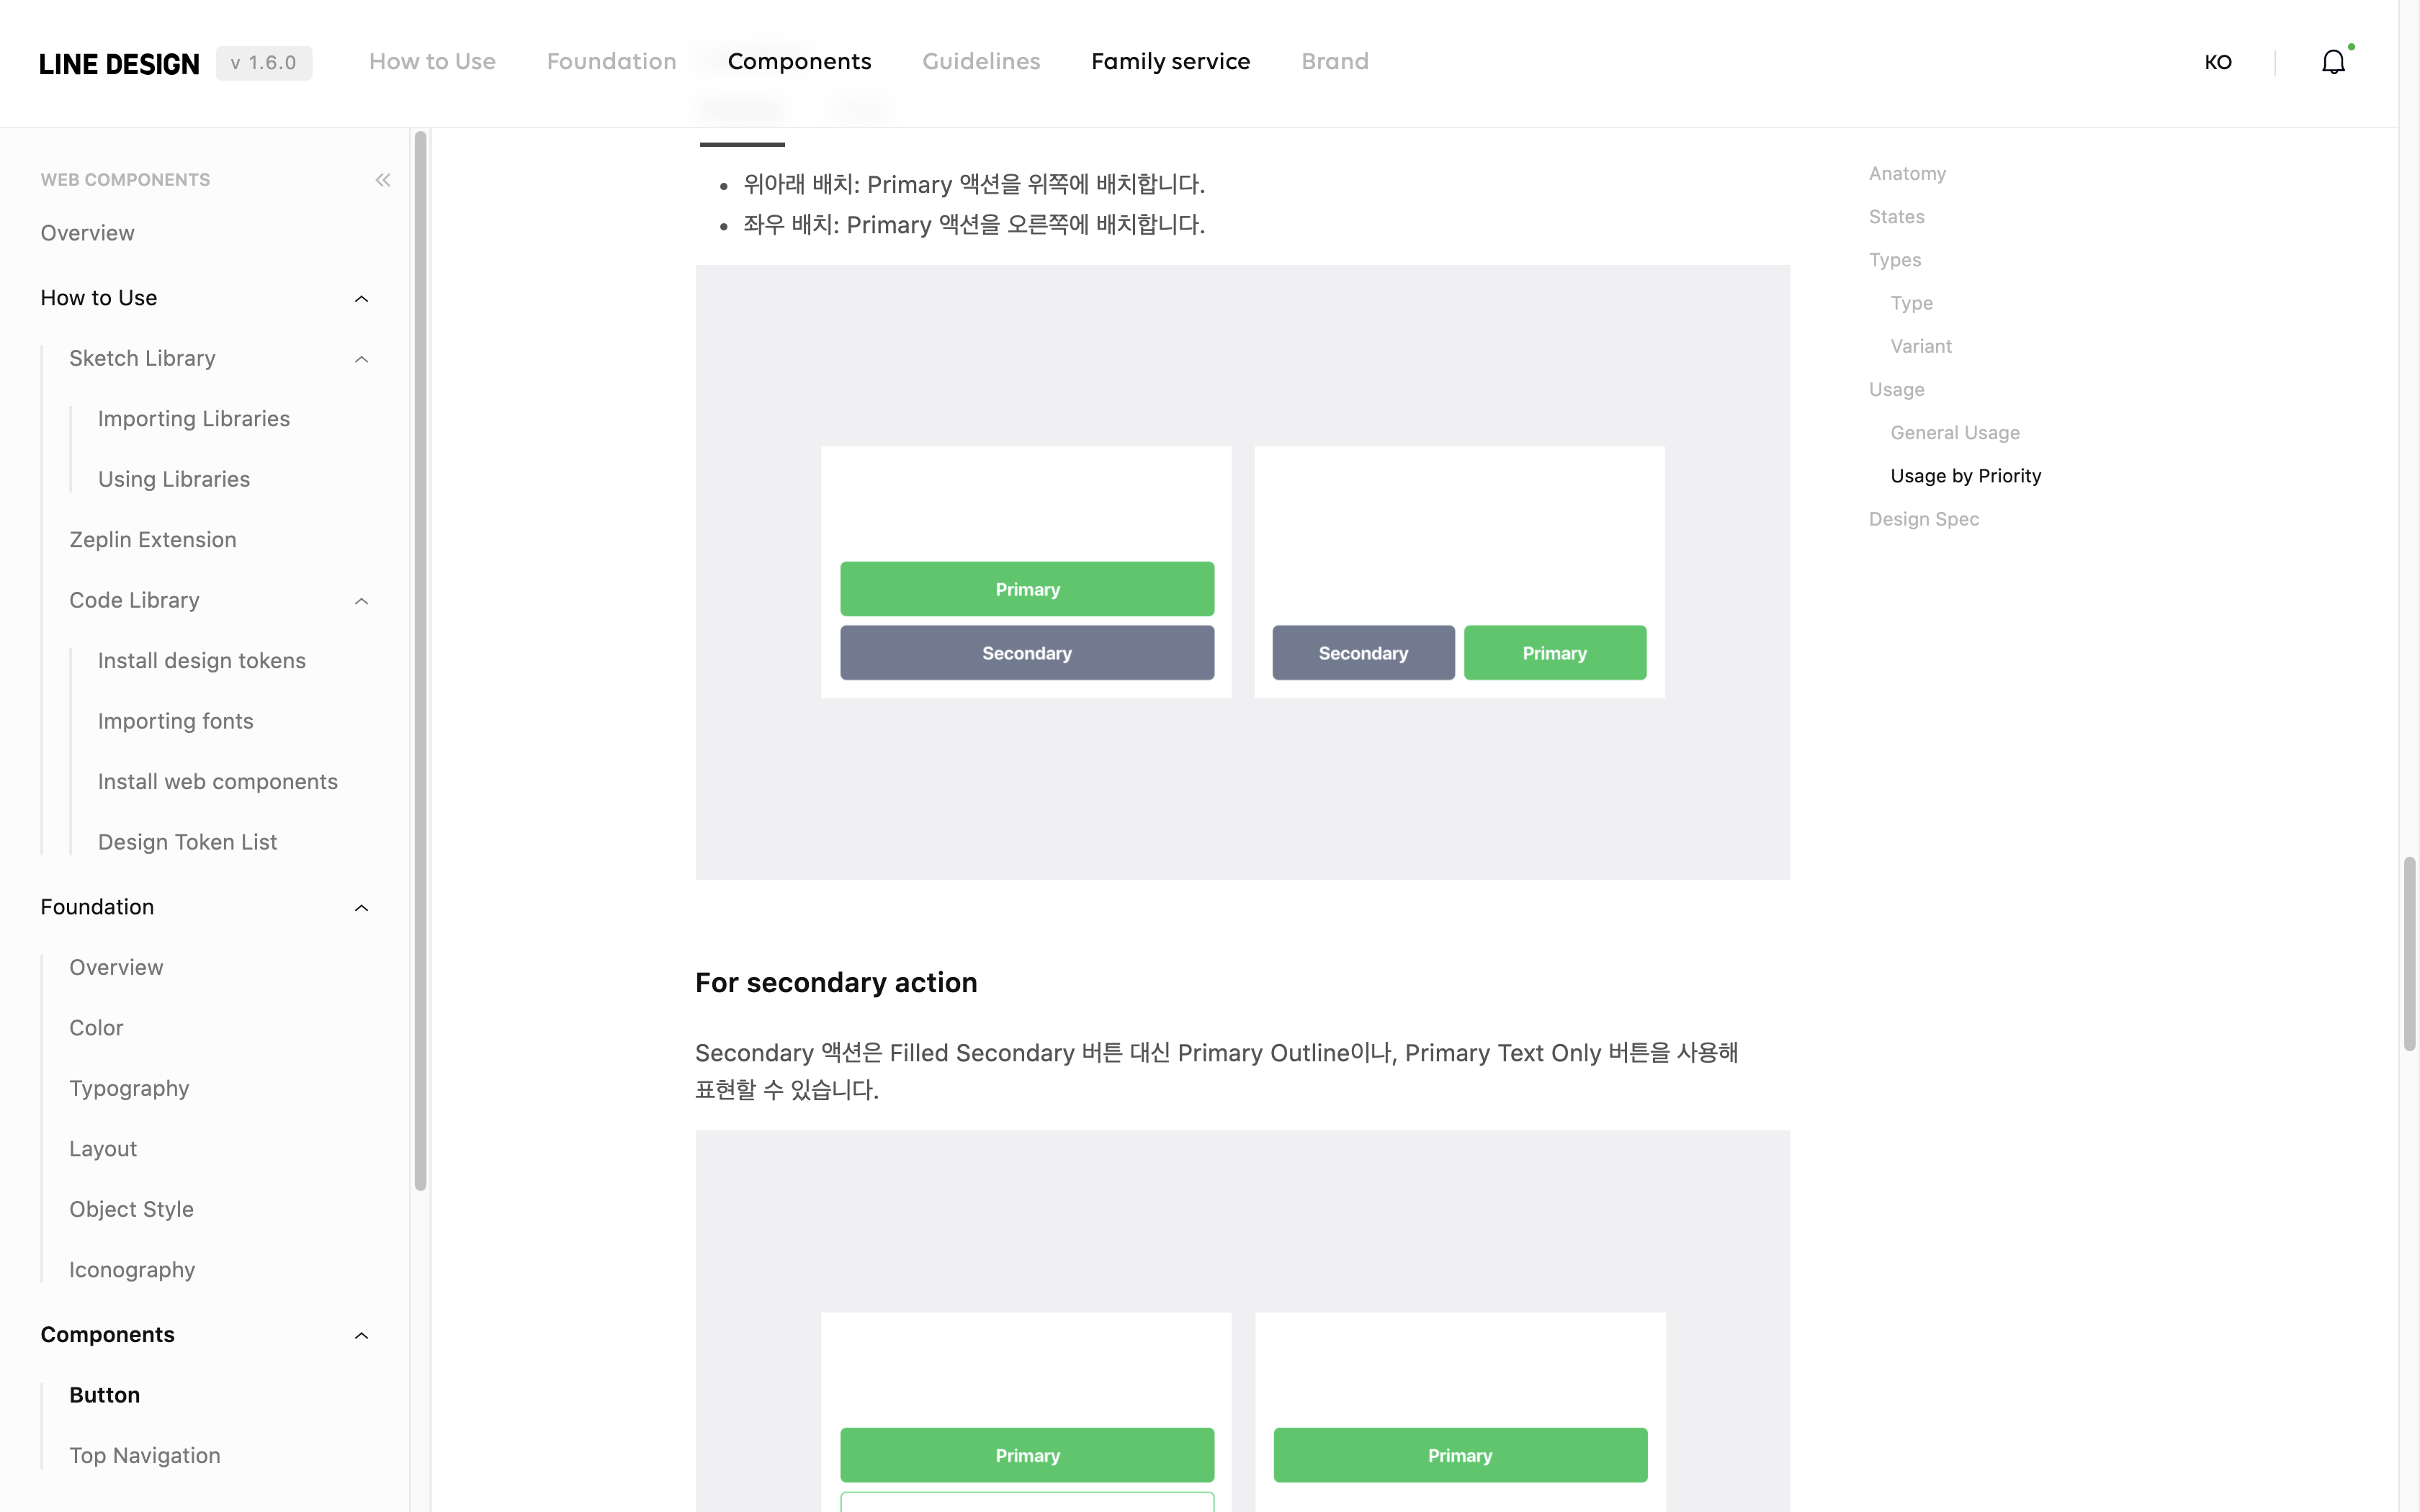 LINE DESIGN
v 1.6.0
How to Use
Foundation
Components
Guidelines
Family service
Brand
KO
WEB COMPONENTS
Overview
How to Use
Sketch Library
Importing Libraries
Using Libraries
Zeplin Extension
Code Library
Install design tokens
Importing fonts
Install web components
Design Token List
Foundation
Overview
Color
Typography
Layout
Object Style
Iconography
Components
Button
Top Navigation
• 위아래 배치: Primary 액션을 위쪽에 배치합니다.
• 좌우 배치: Primary 액션을 오른쪽에 배치합니다.
Primary
Secondary
Secondary
Primary
For secondary action
Secondary 액션은 Filled Secondary 버튼 대신 Primary Outline이나, Primary Text Only 버튼을 사용해
표현할 수 있습니다.
Primary
Primary
Anatomy
States
Types
Type
Variant
Usage
General Usage
Usage by Priority
Design Spec